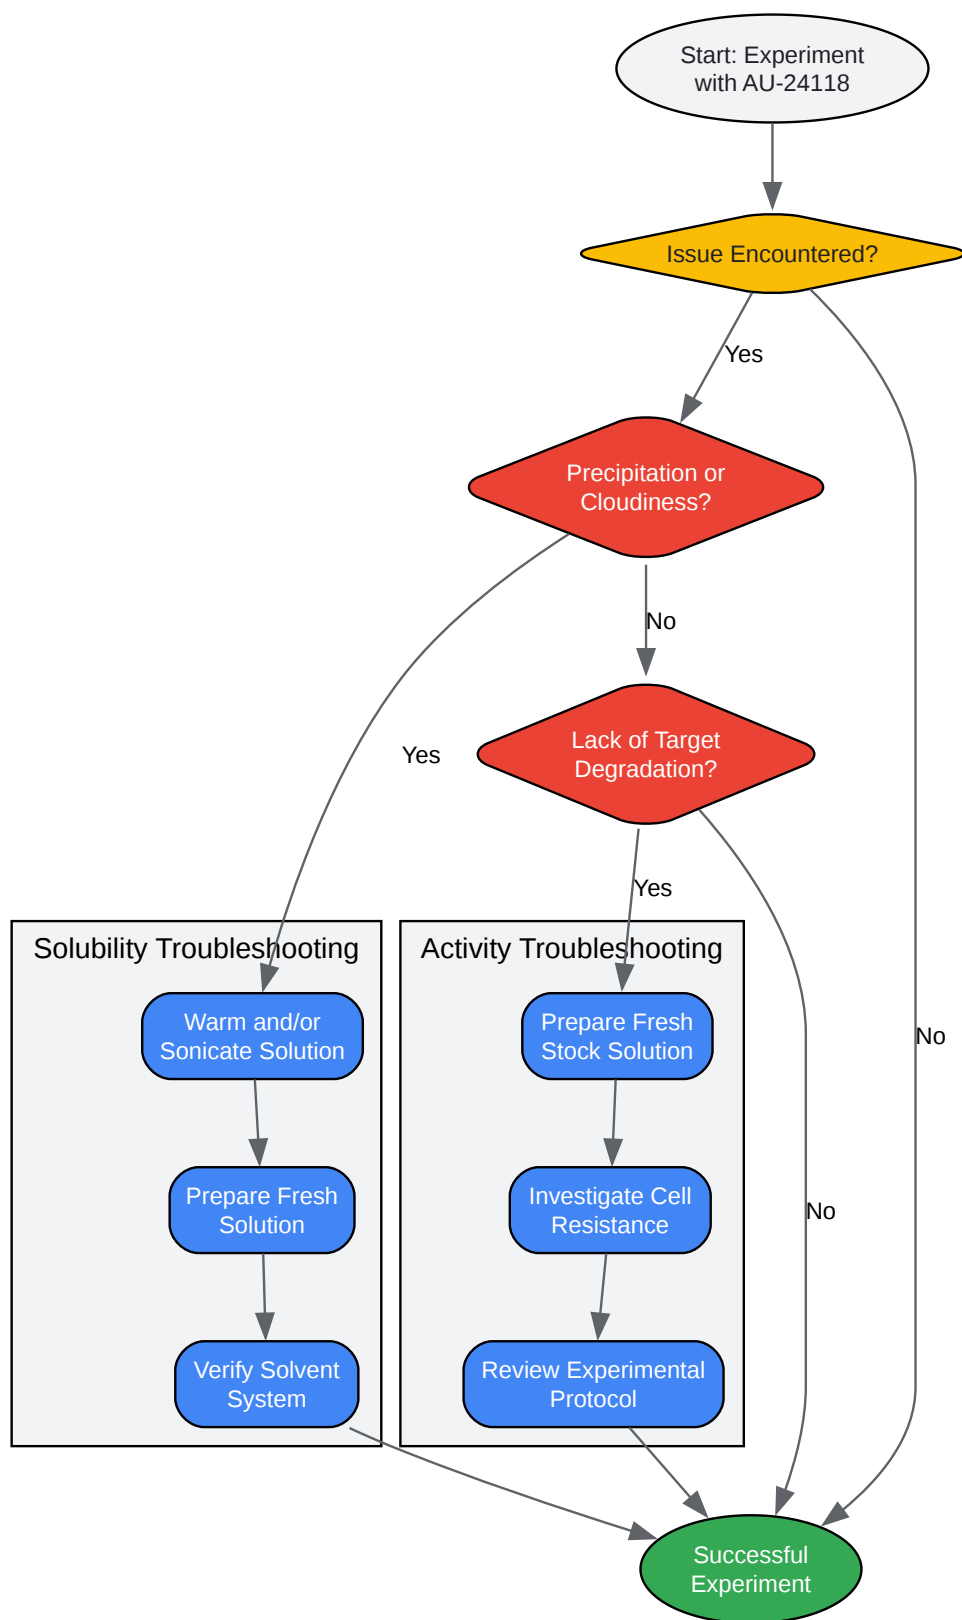 Start: Experiment
with AU-24118
Issue Encountered?
Yes
Precipitation or
Cloudiness?
No
Lack of Target
Degradation?
Yes
Yes
Solubility Troubleshooting
Activity Troubleshooting
Warm and/or
Sonicate Solution
Prepare Fresh
Stock Solution
No
Prepare Fresh
Solution
Investigate Cell
Resistance
No
Verify Solvent
System
Review Experimental
Protocol
Successful
Experiment